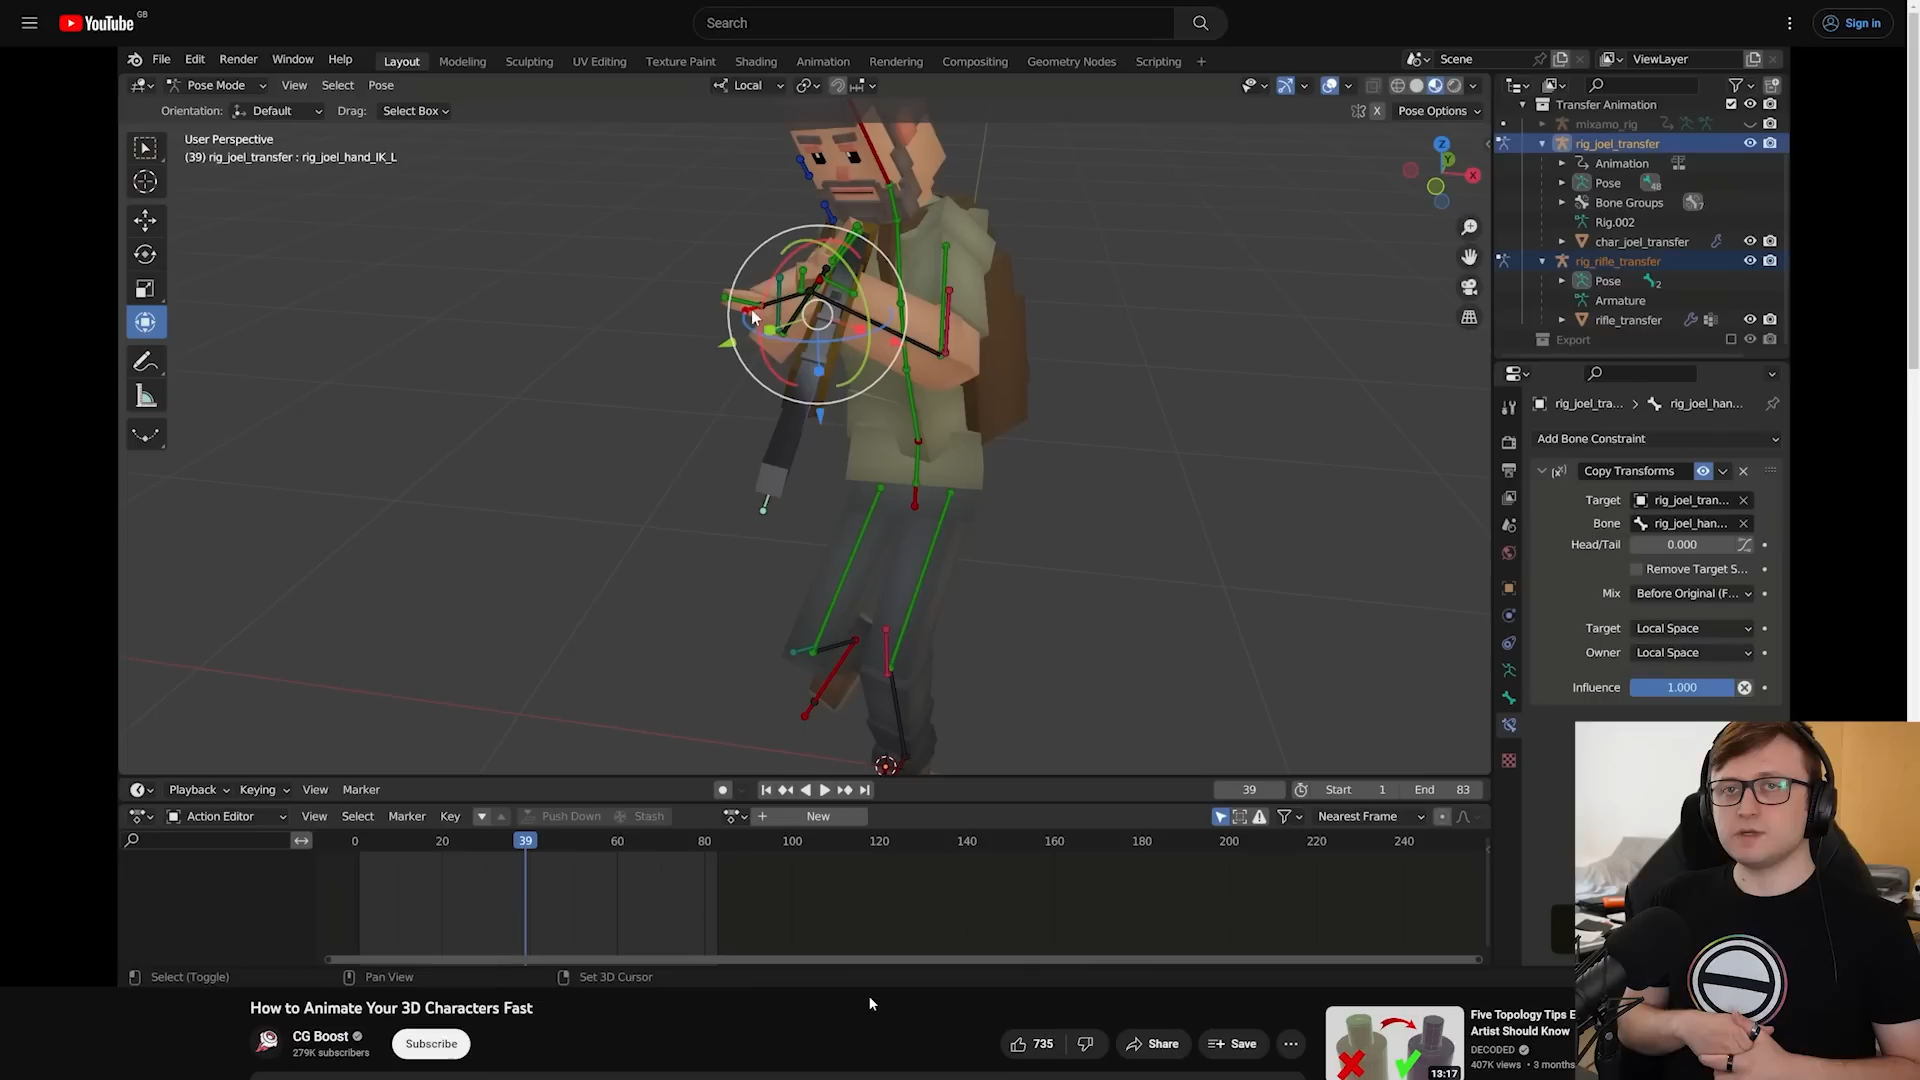 YouTube GB
Search
Sign in
File Edit Render Window Help Layout Modeling Sculpting UV Editing Texture Paint Shading Animation Rendering Compositing Geometry Nodes Scripting +
Scene
ViewLayer
Pose Mode View Select Pose
Local
Orientation: Default Drag: Select Box
X Pose Options
User Perspective
(39) rig_joel_transfer : rig_joel_hand_IK_L
Z
Y
X
Transfer Animation
mixamo_rig
rig_joel_transfer
Animation
Pose 48
Bone Groups 7
Rig.002
char_joel_transfer
rig_rifle_transfer
Pose 2
Armature
rifle_transfer
Export
rig_joel_tra... > rig_joel_han...
Add Bone Constraint
Copy Transforms
Target rig_joel_tran...
Bone rig_joel_han...
Head/Tail 0.000
Remove Target S...
Mix Before Original (F...
Target Local Space
Owner Local Space
Influence 1.000
Playback Keying View Marker
39 Start 1 End 83
Action Editor View Select Marker Key Push Down Stash + New Nearest Frame
0 20 39 60 80 100 120 140 160 180 200 220 240
Select (Toggle) Pan View Set 3D Cursor
How to Animate Your 3D Characters Fast
CG Boost
279K subscribers
Subscribe
735 Share Save
Five Topology Tips E
Artist Should Know
DECODED
407K views • 3 months
13:17